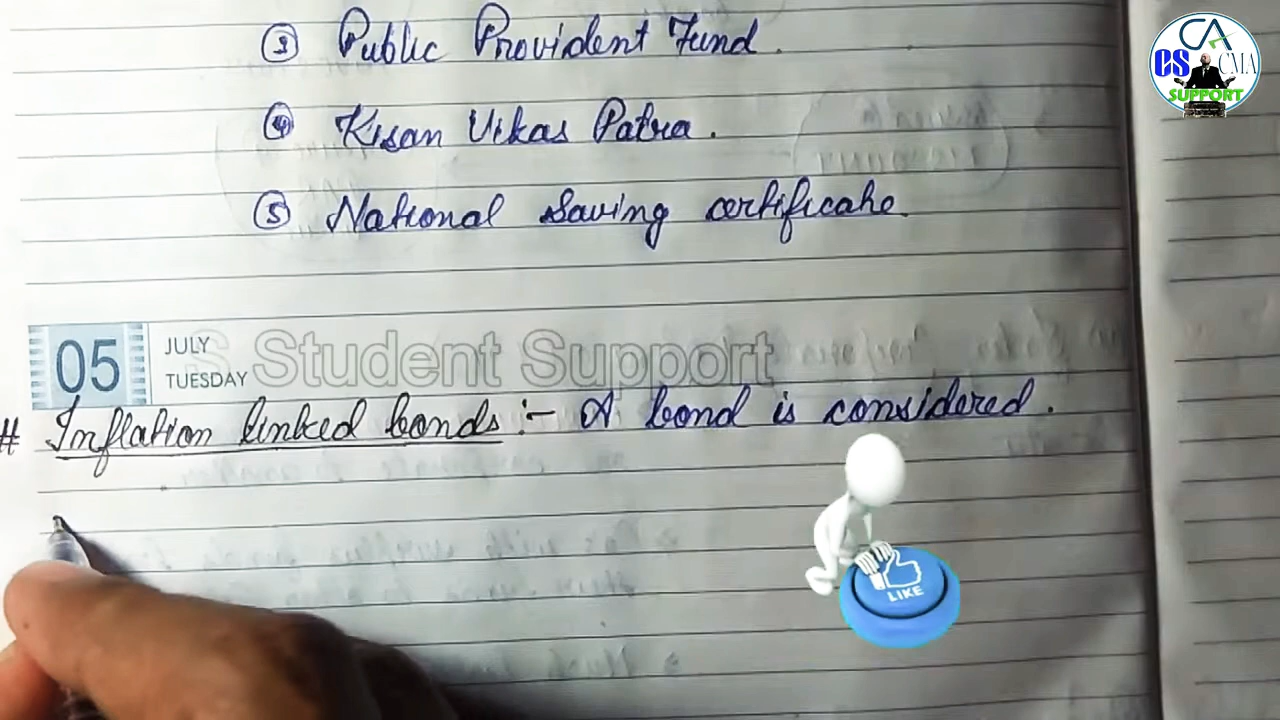 ③ Public Provident Fund.
CA
CS CMA
SUPPORT
④ Kisan Vikas Patra.
⑤ National Saving certificate.
05 JULY
TUESDAY
S Student Support
# Inflation linked bonds :- A bond is considered.
LIKE